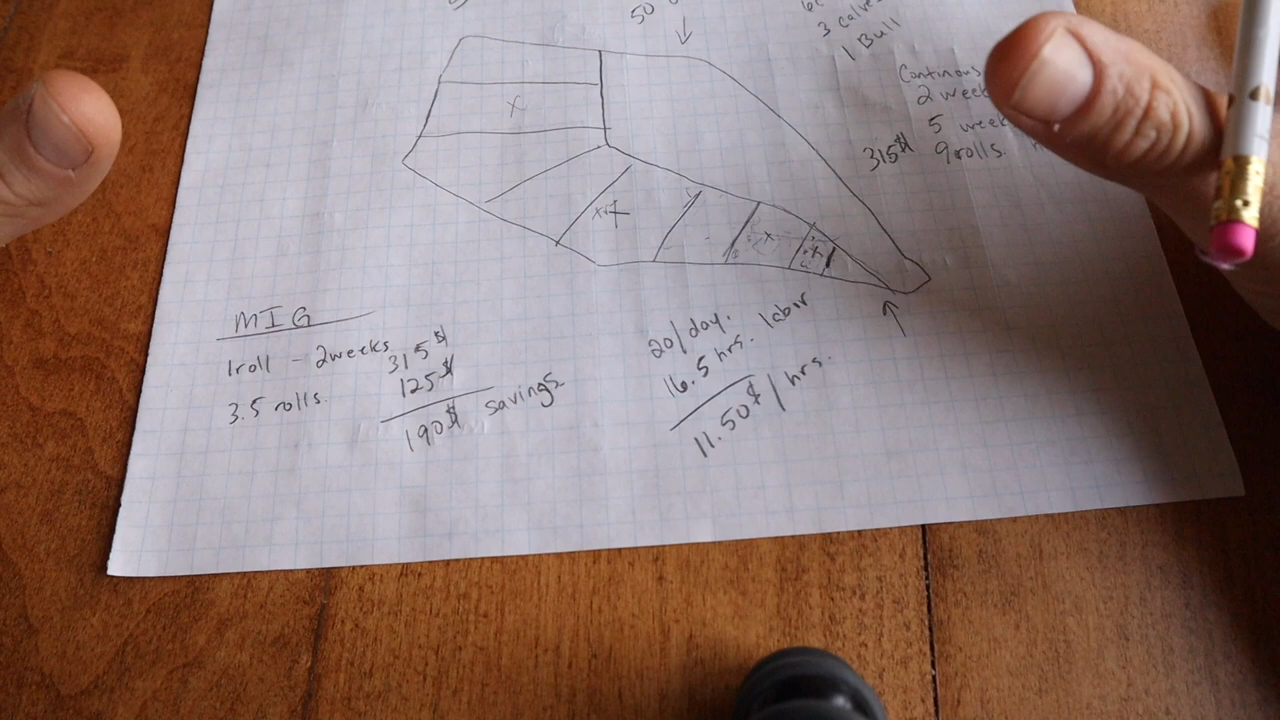 50
3 calves
1 Bull
Continous
2 week
5 week
315$ 9 rolls.
MIG
1 roll - 2 weeks
3.5 rolls.
315$
125$
190$ savings
20/day.
16.5 hrs. labor
11.50$/hrs.